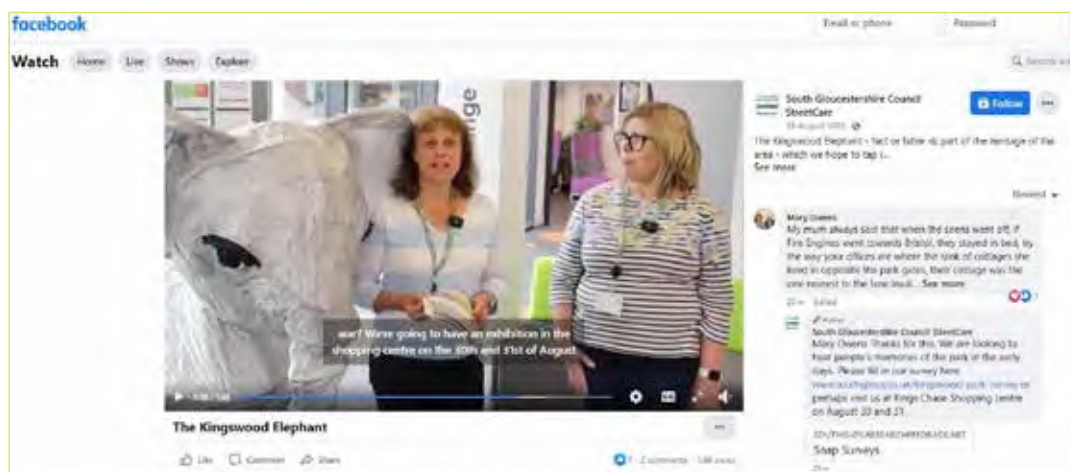 facebook
Email or phone
Password
Watch
Home
Live
Shows
Explore
Search
nge
war? We're going to have an exhibition in the
shopping centre on the 30th and 31st of August
The Kingswood Elephant
Like
Comment
Share
2 comments
South Gloucestershire Council
StreetCare
Follow
August
The Kingswood Elephant - fact or fable - is part of the heritage of the
area - which we hope to tap i...
See more
Newest
Mary Owens
My mum always said that when the sirens went off, if
Fire Engines went towards Bristol, they stayed in bed, by
the way your offices are where the rank of cottages she
lived in opposite the park gates, their cottage was the
one nearest to the See more
Edited
Author
South Gloucestershire Council StreetCare
Mary Owens Thanks for this. We are looking to
hear people's memories of the park in the early
days. Please fill in our survey here
survey or
perhaps visit us at Kings Chase Shopping centre
on August 30 and 31.
Snap Surveys